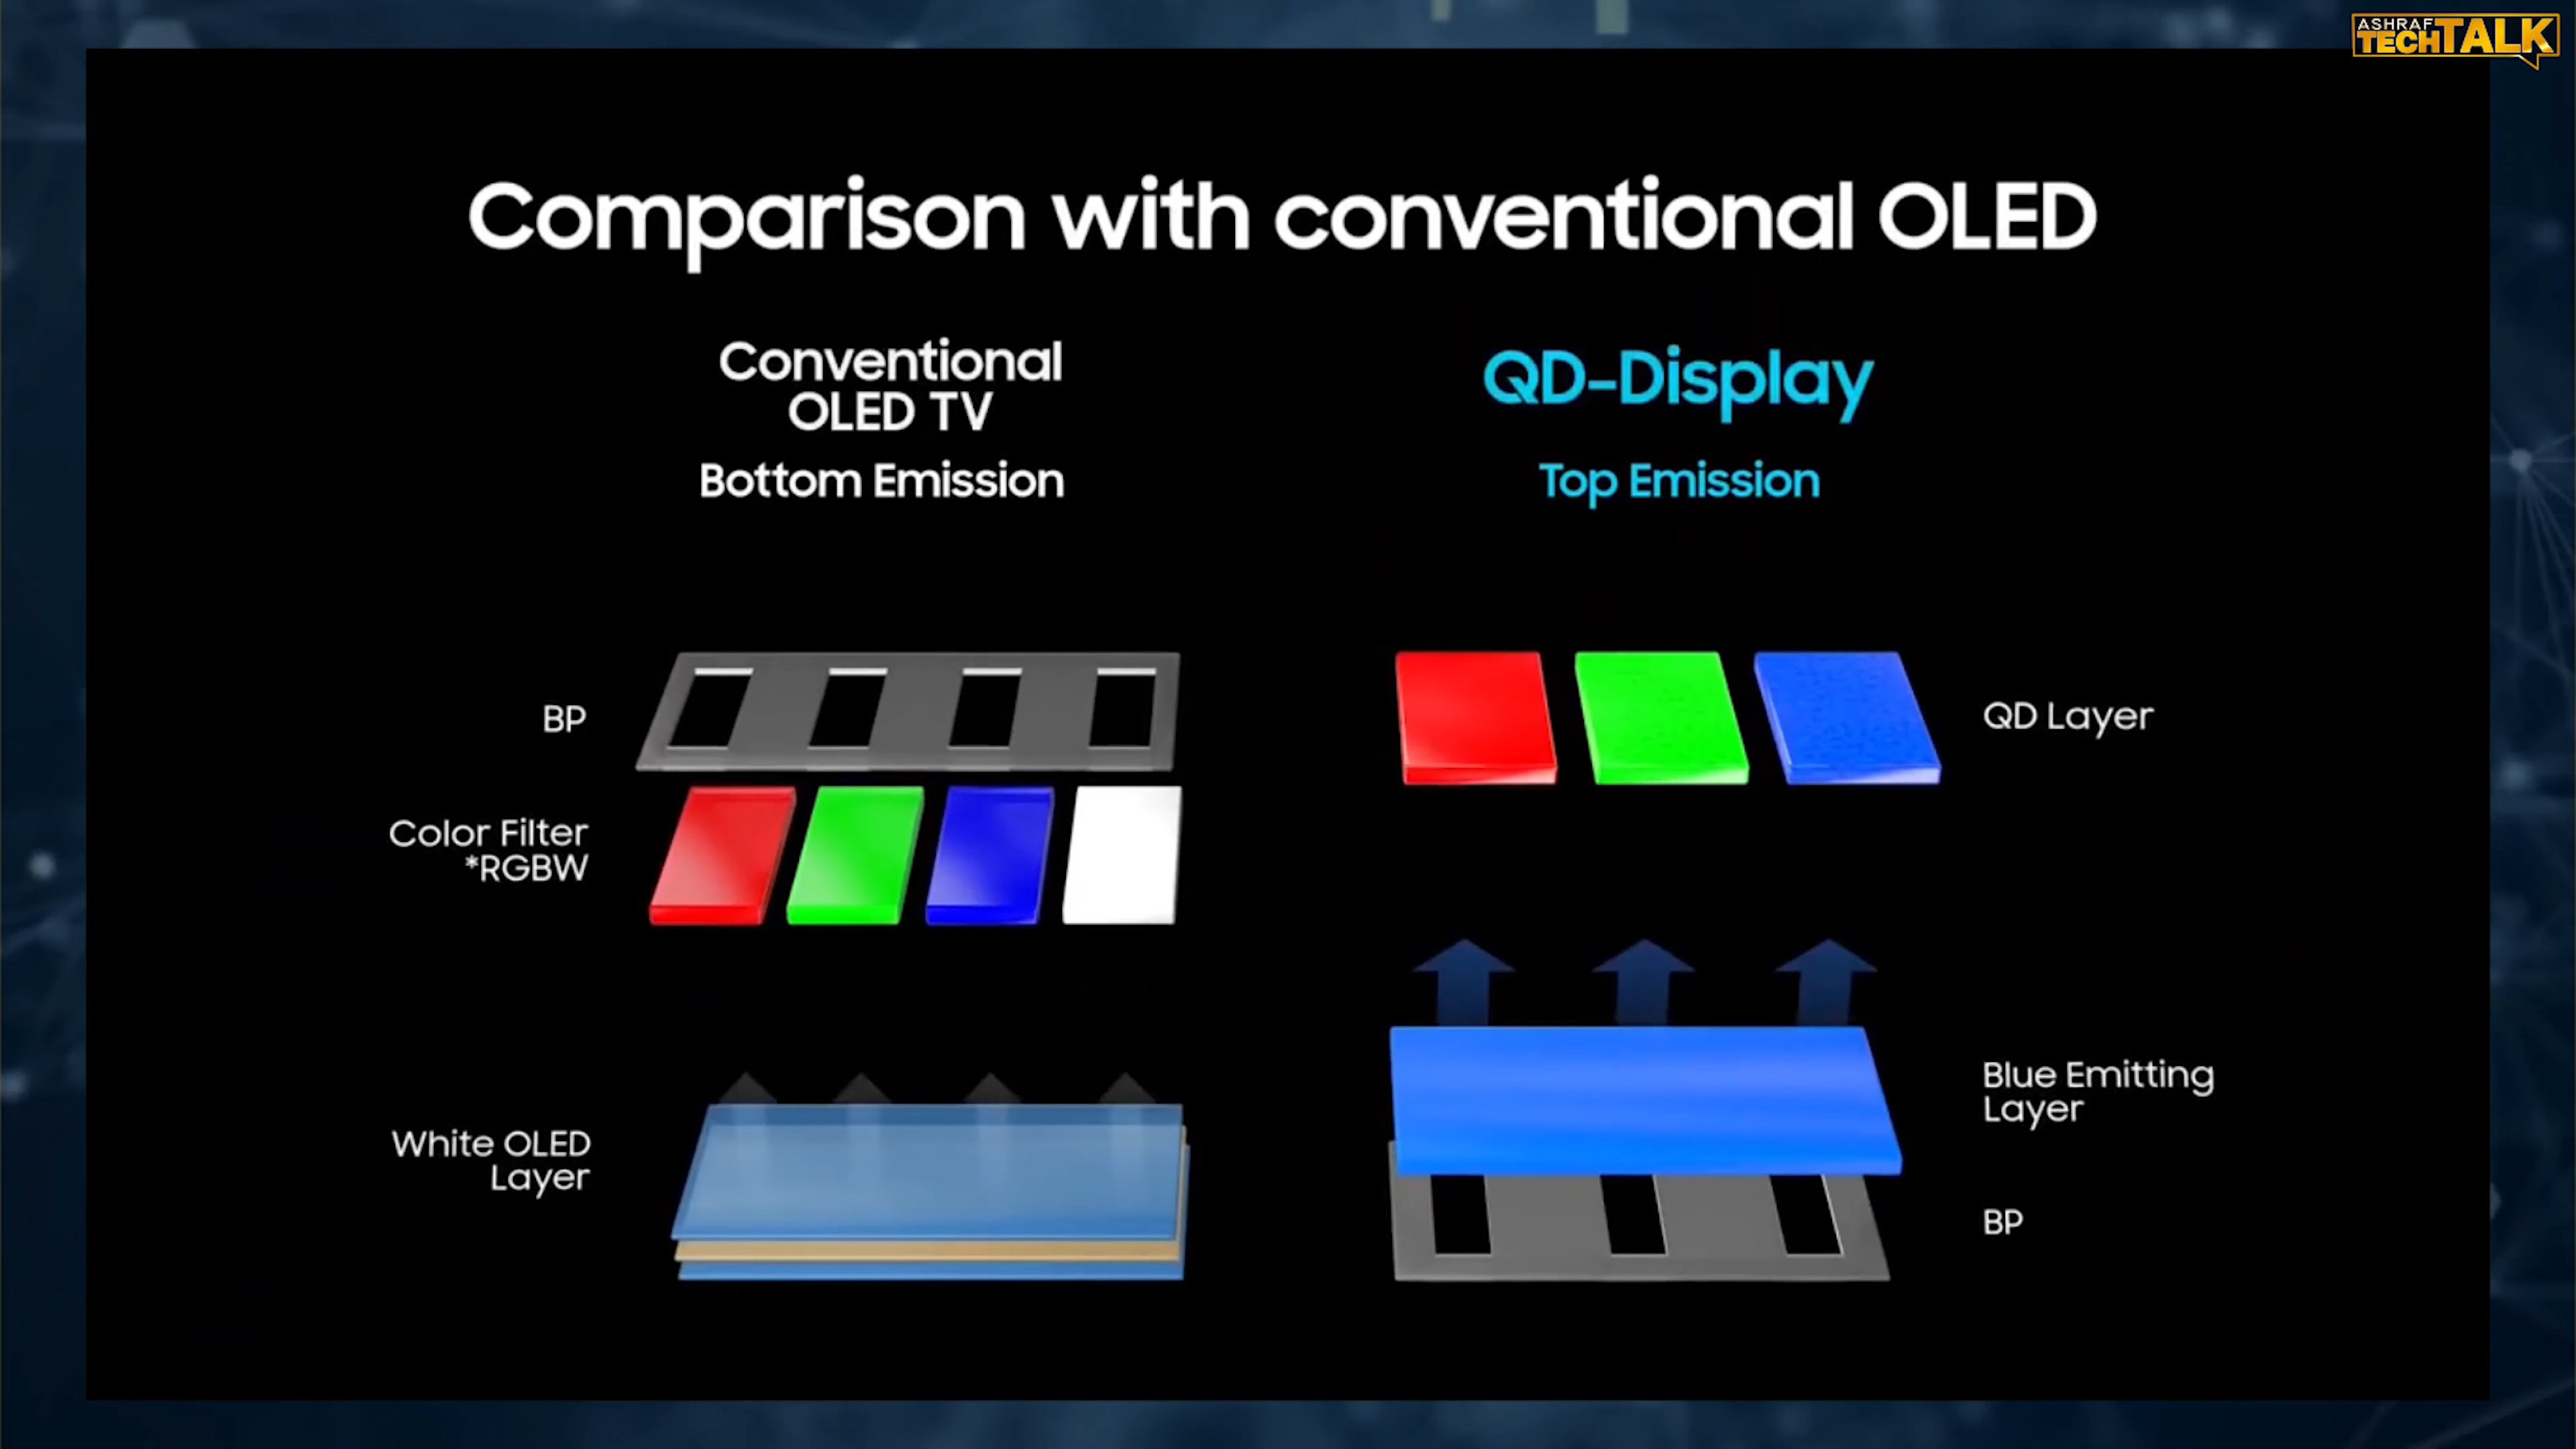 ASHRAF
TECHTALK
Comparison with conventional OLED
Conventional
OLED TV
Bottom Emission
BP
Color Filter
*RGBW
White OLED
Layer
QD-Display
Top Emission
QD Layer
Blue Emitting
Layer
BP